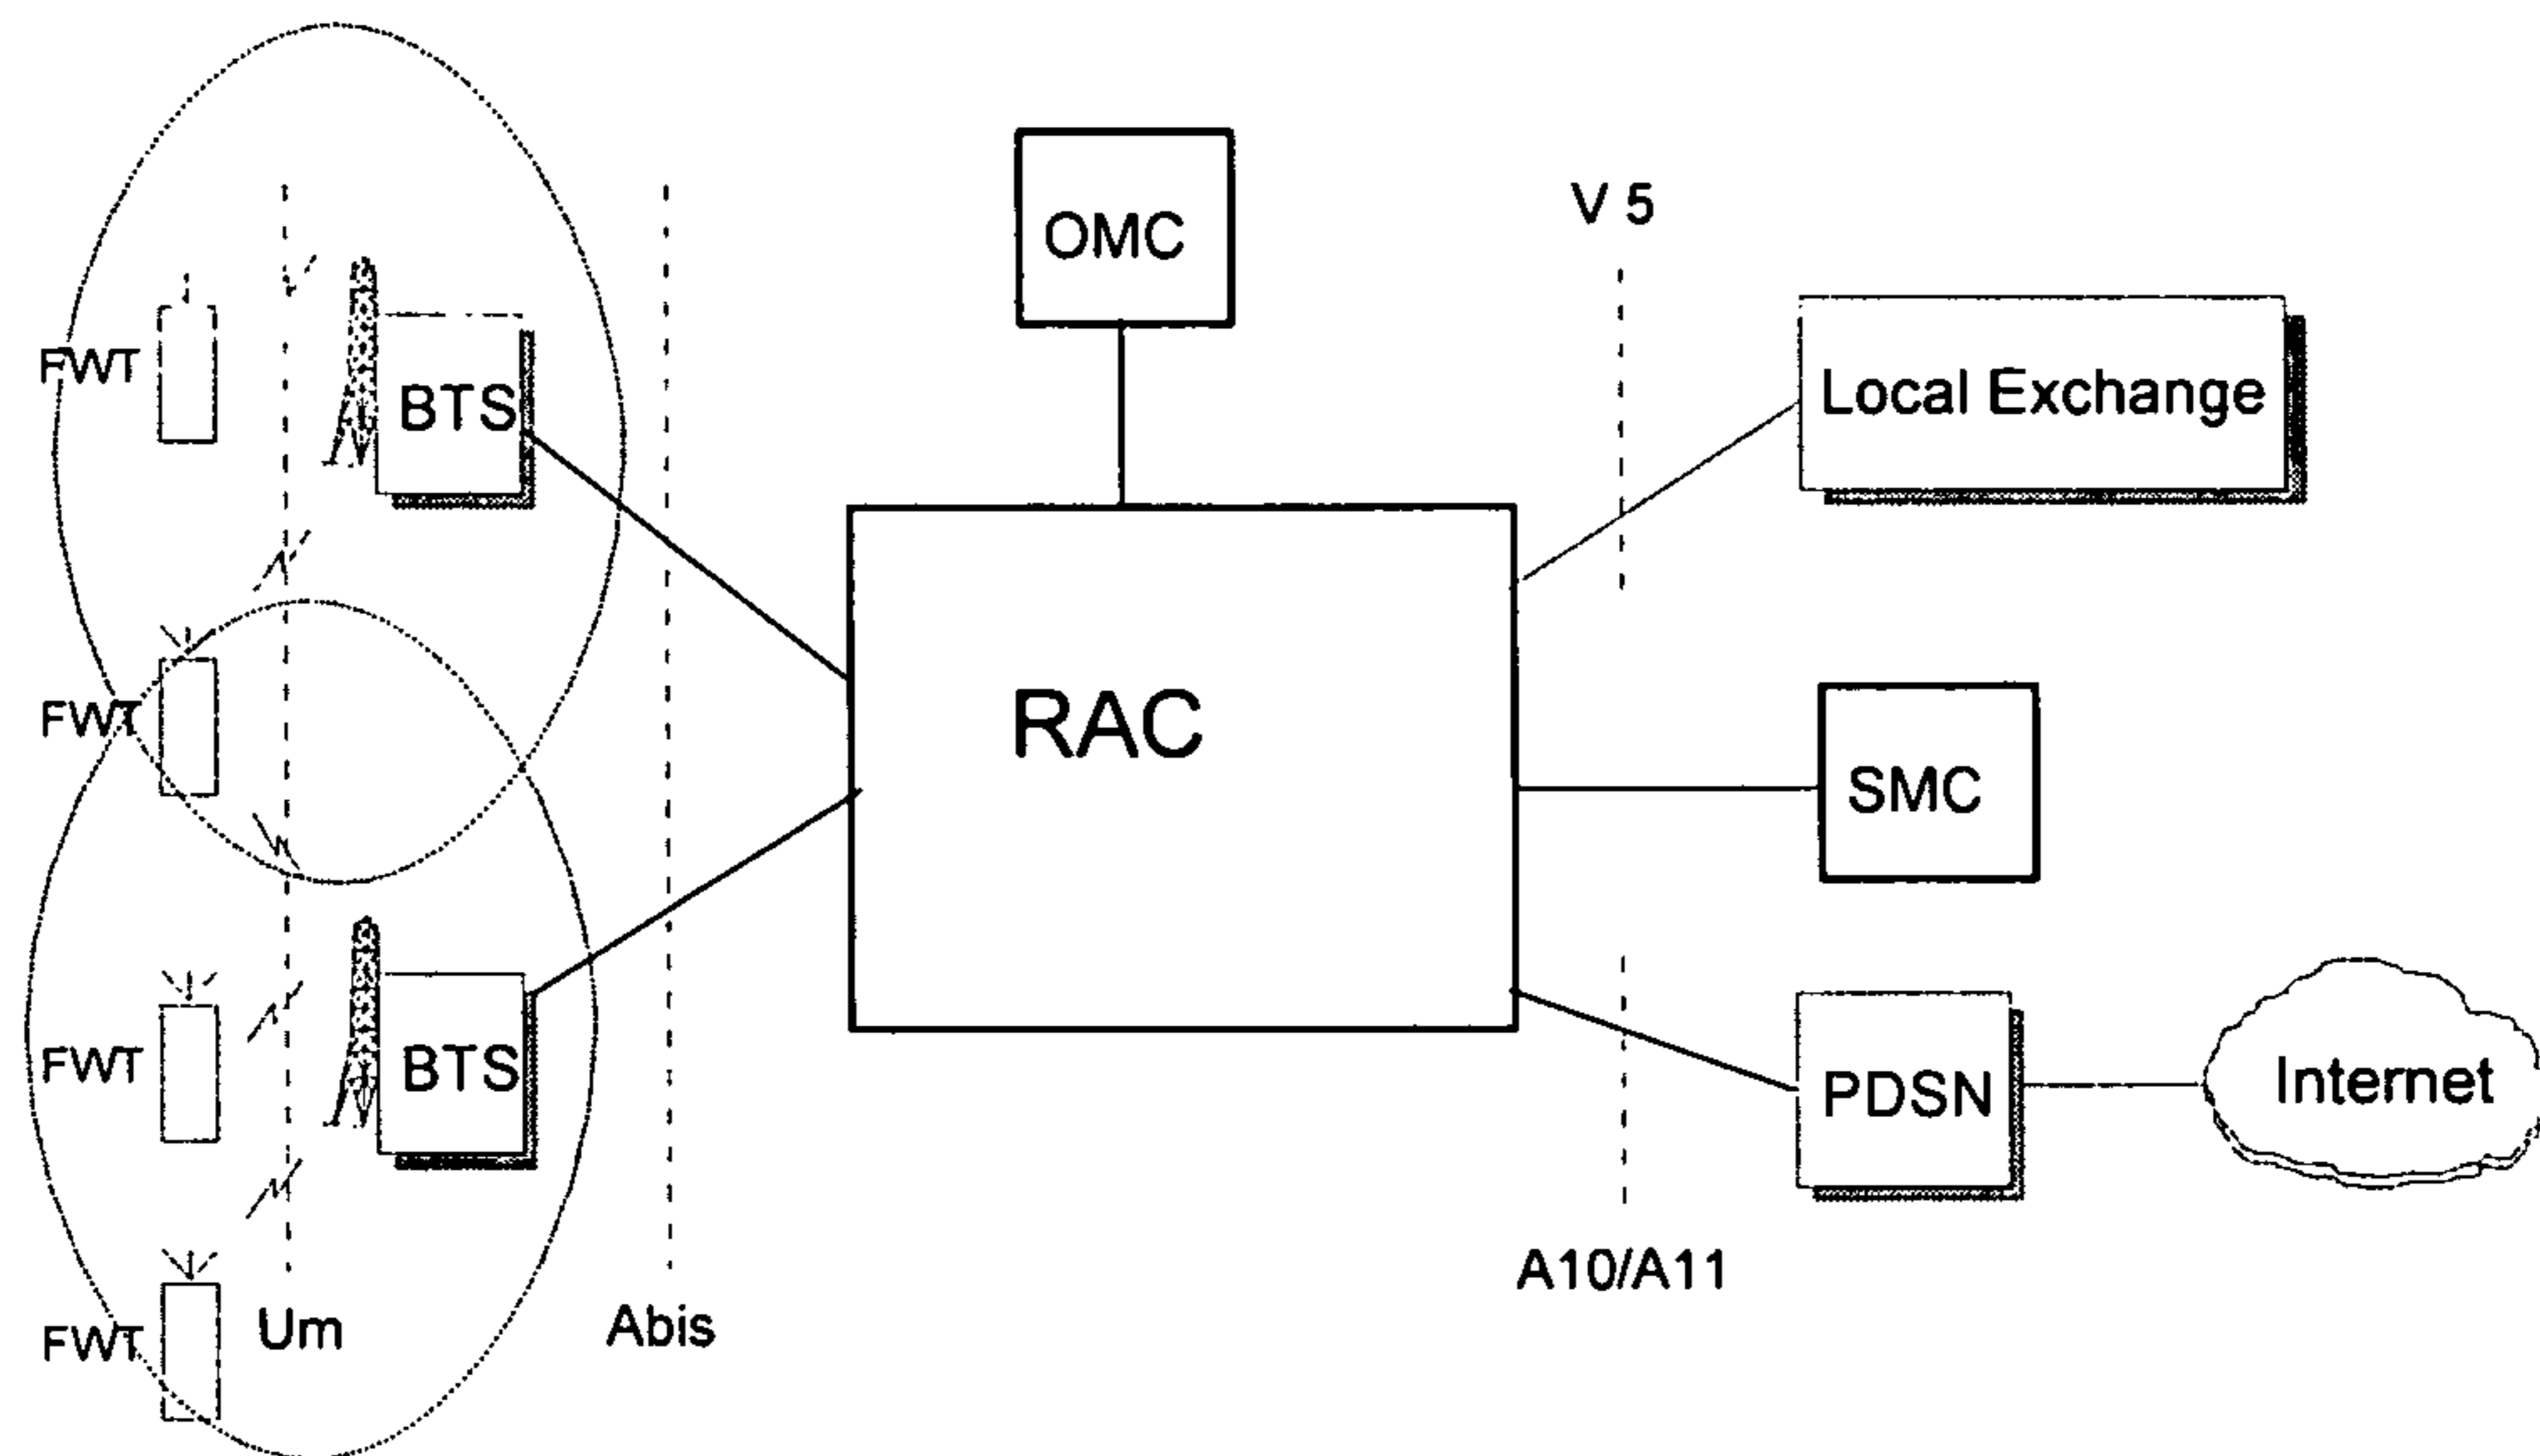 V 5
OMC
FWT
BTS
Local Exchange
FWT
RAC
SMC
FWT
BTS
PDSN
Internet
A10/A11
FWT
Um
Abis